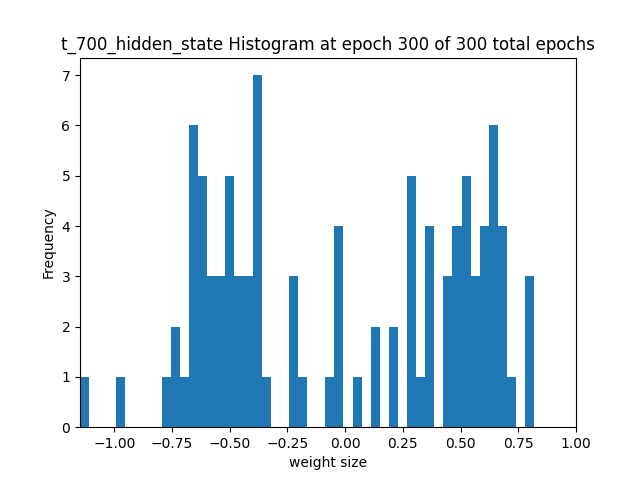 t_700_hidden_state Histogram at epoch 300 of 300 total epochs
7
6
5
4
3
2
1
0
Frequency
−1.00 −0.75 −0.50 −0.25 0.00 0.25 0.50 0.75 1.00
weight size